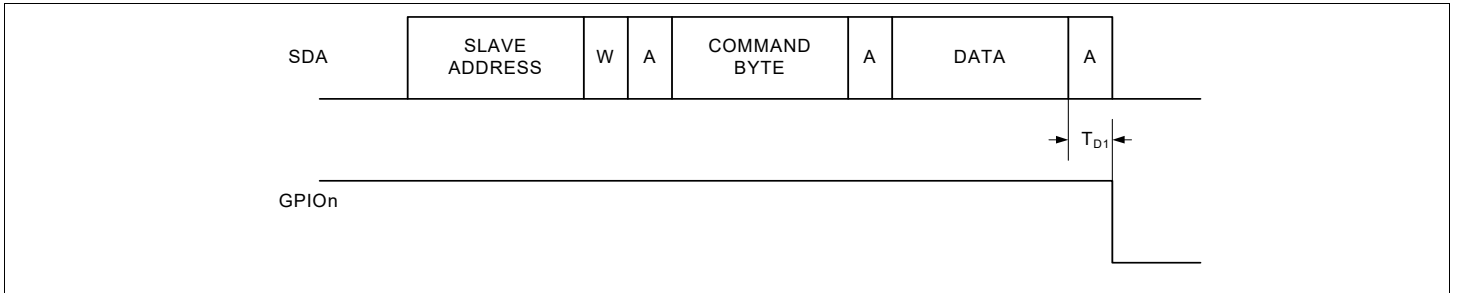 SDA
SLAVE
ADDRESS
W
A
COMMAND
BYTE
A
DATA
A
TD1
GPIOn